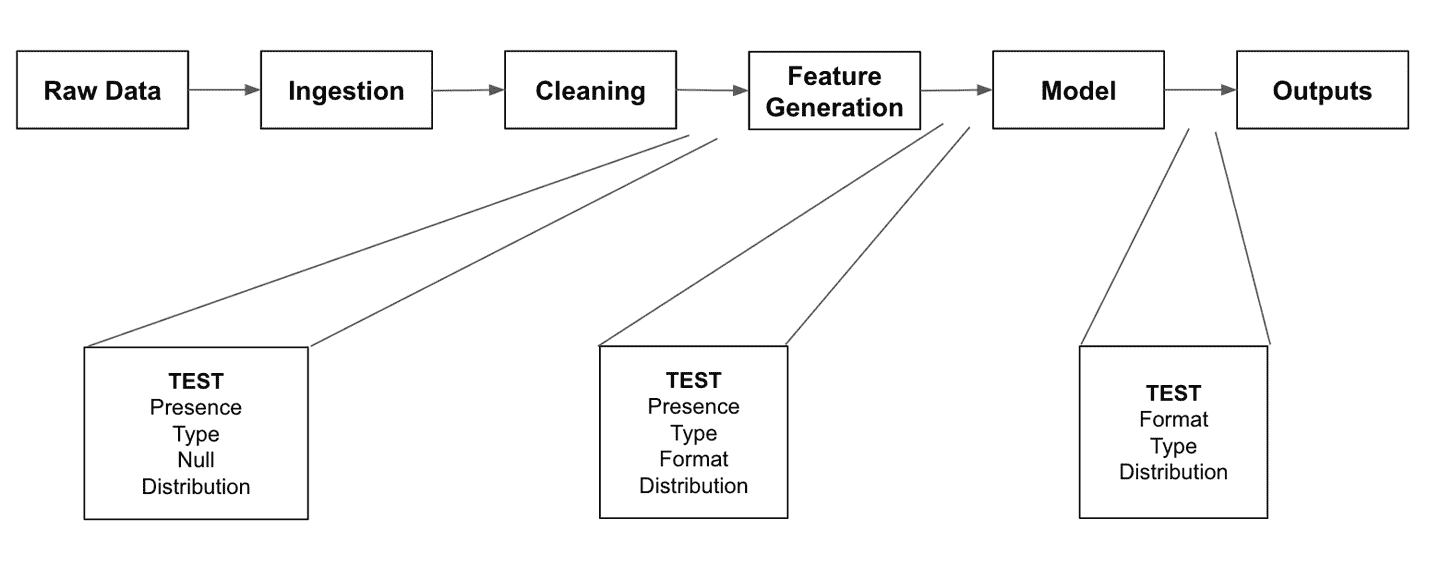 Raw Data
Ingestion
Cleaning
Feature
Generation
Model
Outputs
TEST
Presence
Type
Null
Distribution
TEST
Presence
Type
Format
Distribution
TEST
Format
Type
Distribution